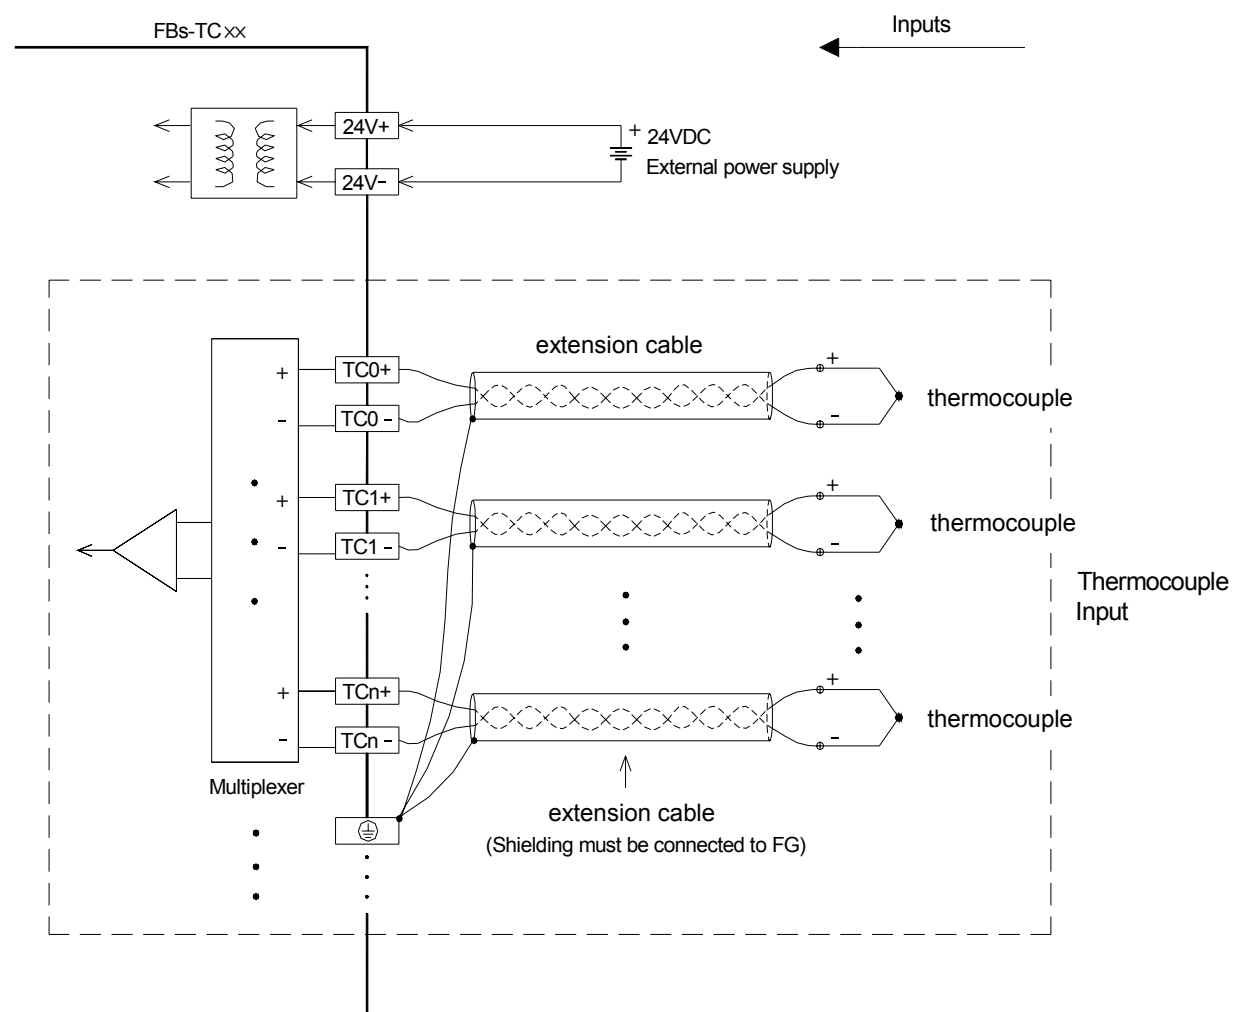 FBs-TC××
Inputs
24V+
+ 24VDC
External power supply
24V−
extension cable
+ TC0+ +
thermocouple
− TC0 − −
+ TC1+ +
thermocouple
− TC1 − −
Thermocouple
Input
+ TCn+ +
thermocouple
− TCn − −
Multiplexer
extension cable
(Shielding must be connected to FG)